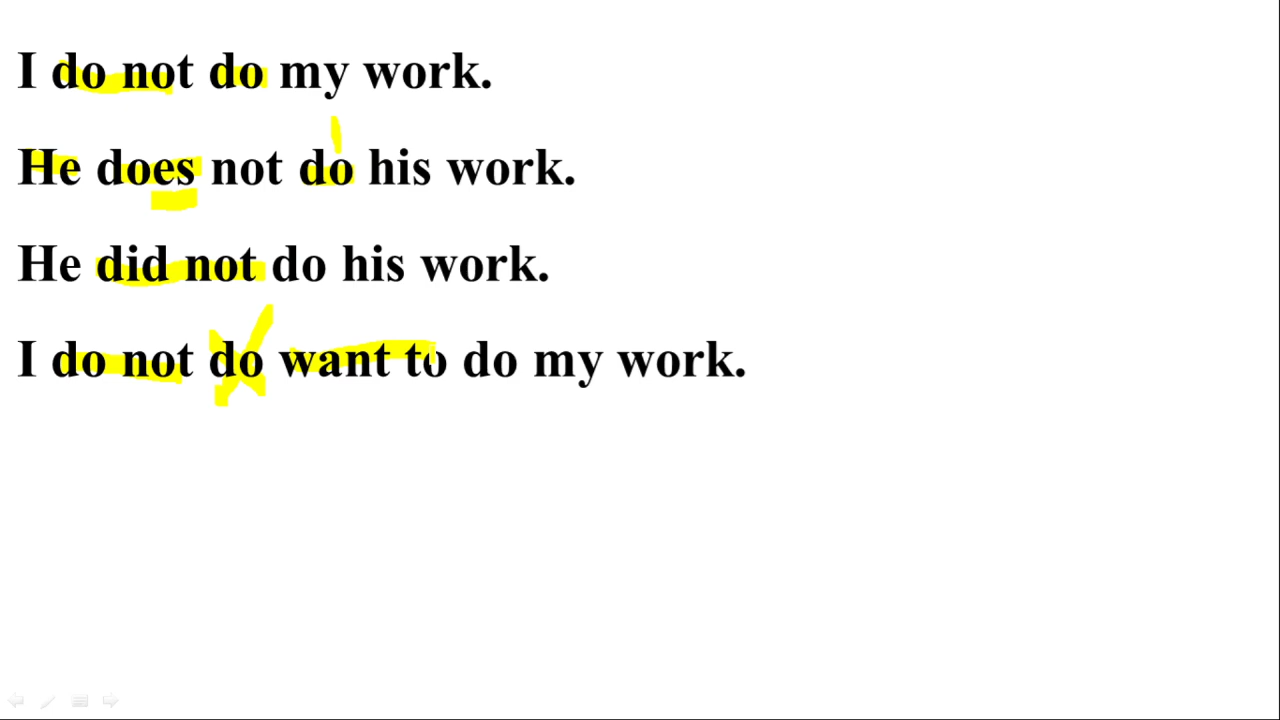 I do not do my work.
He does not do his work.
He did not do his work.
I do not do want to do my work.